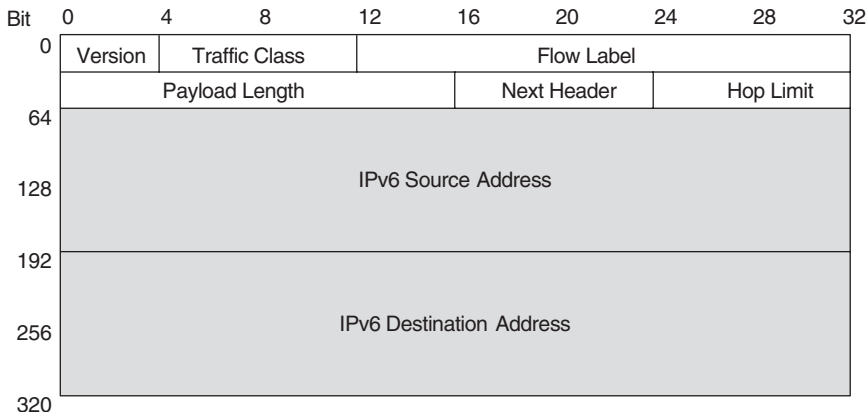 Bit 0 4 8 12 16 20 24 28 32
0
Version Traffic Class Flow Label
Payload Length Next Header Hop Limit
64
IPv6 Source Address
128
192
IPv6 Destination Address
256
320